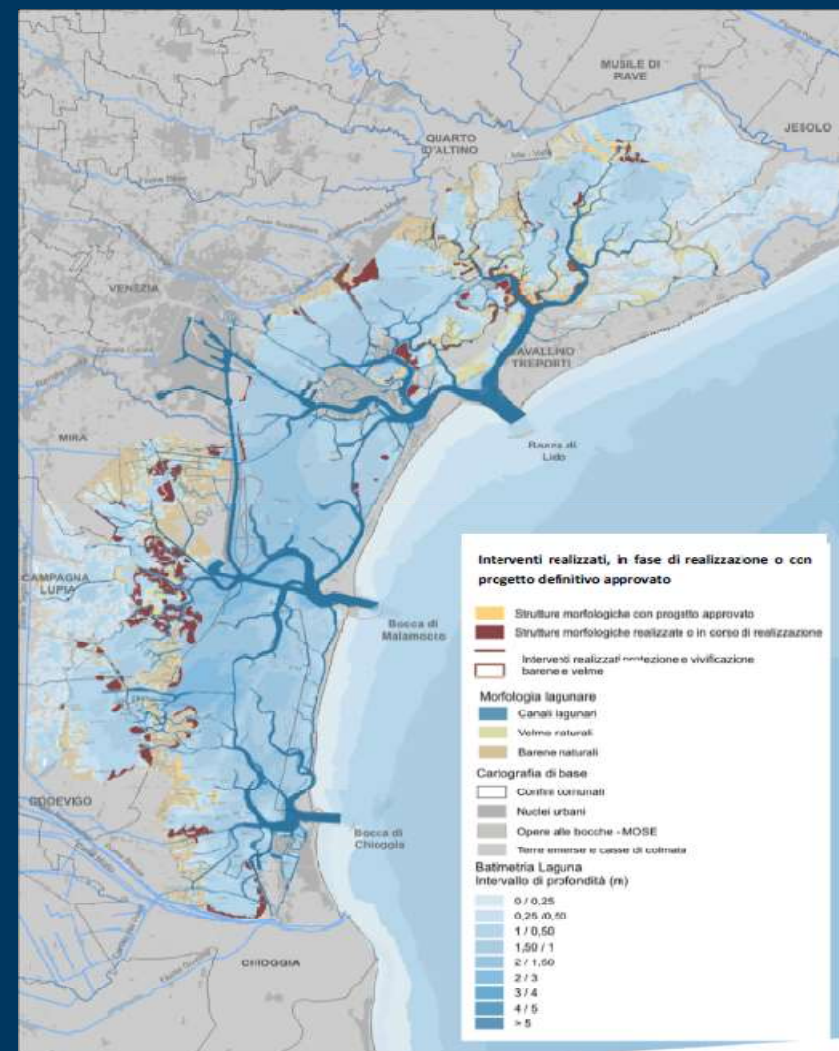 MUSILE DI
PIAVE
JESOLO
QUARTO
D'ALTINO
VENEZIA
CAVALLINO
TREPORTI
MIRA
Bocca di
Lido
CAMPAGNA
LUPIA
Bocca di
Malamocco
CODEVIGO
Bocca di
Chioggia
CHIOGGIA
Interventi realizzati, in fase di realizzazione o con
progetto definitivo approvato
Strutture morfologiche con progetto approvato
Strutture morfologiche realizzate o in corso di realizzazione
Interventi realizzati protezione e vivificazione
barene e velme
Morfologia lagunare
Canali lagunari
Velme naturali
Barene naturali
Cartografia di base
Confini comunali
Nuclei urbani
Opere alle bocche - MOSE
Terre emerse e casse di colmata
Batimetria Laguna
Intervallo di profondità (m)
0 / 0,25
0,25 /0,50
1 / 0,50
1,50 / 1
2 / 1,50
2 / 3
3 / 4
4 / 5
> 5